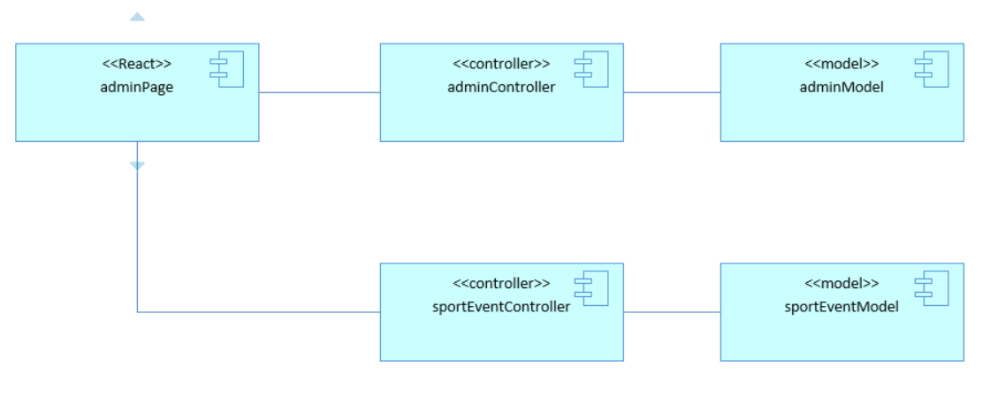 <<React>>
adminPage
<<controller>>
adminController
<<model>>
adminModel
<<controller>>
sportEventController
<<model>>
sportEventModel